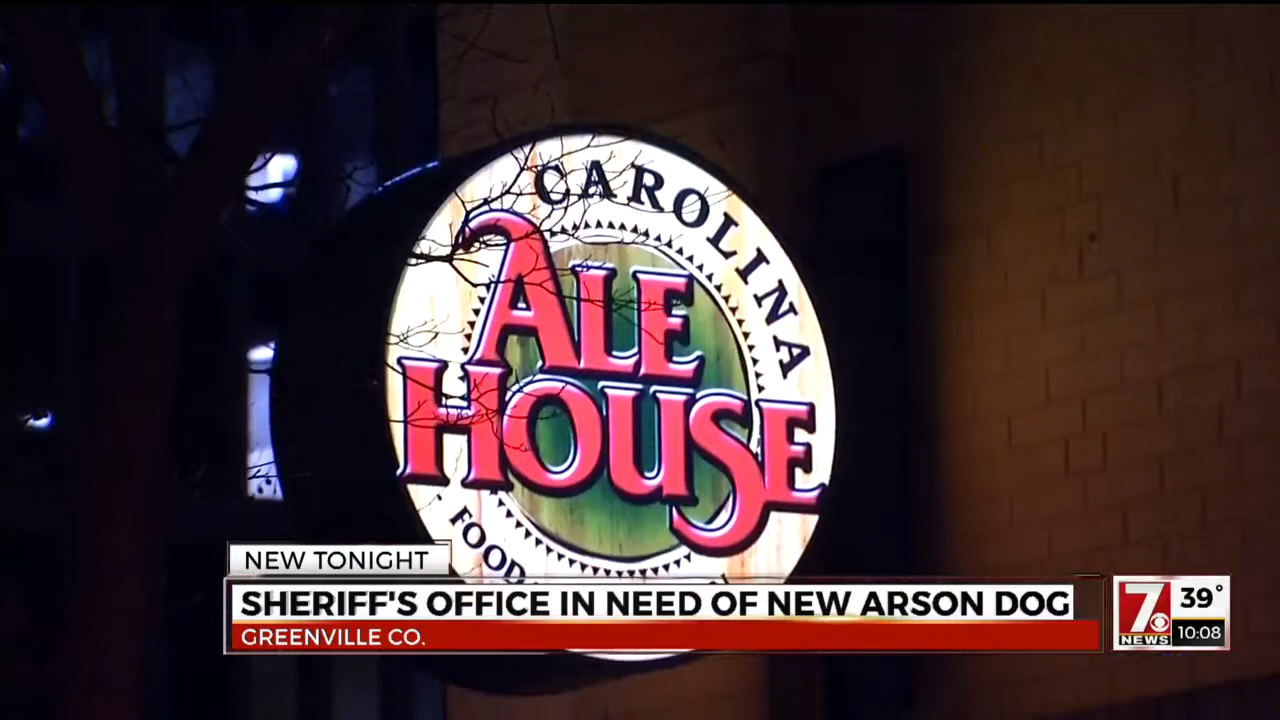 CAROLINA
ALE
HOUSE
FOOD
NEW TONIGHT
SHERIFF'S OFFICE IN NEED OF NEW ARSON DOG
GREENVILLE CO.
7
NEWS
39°
10:08